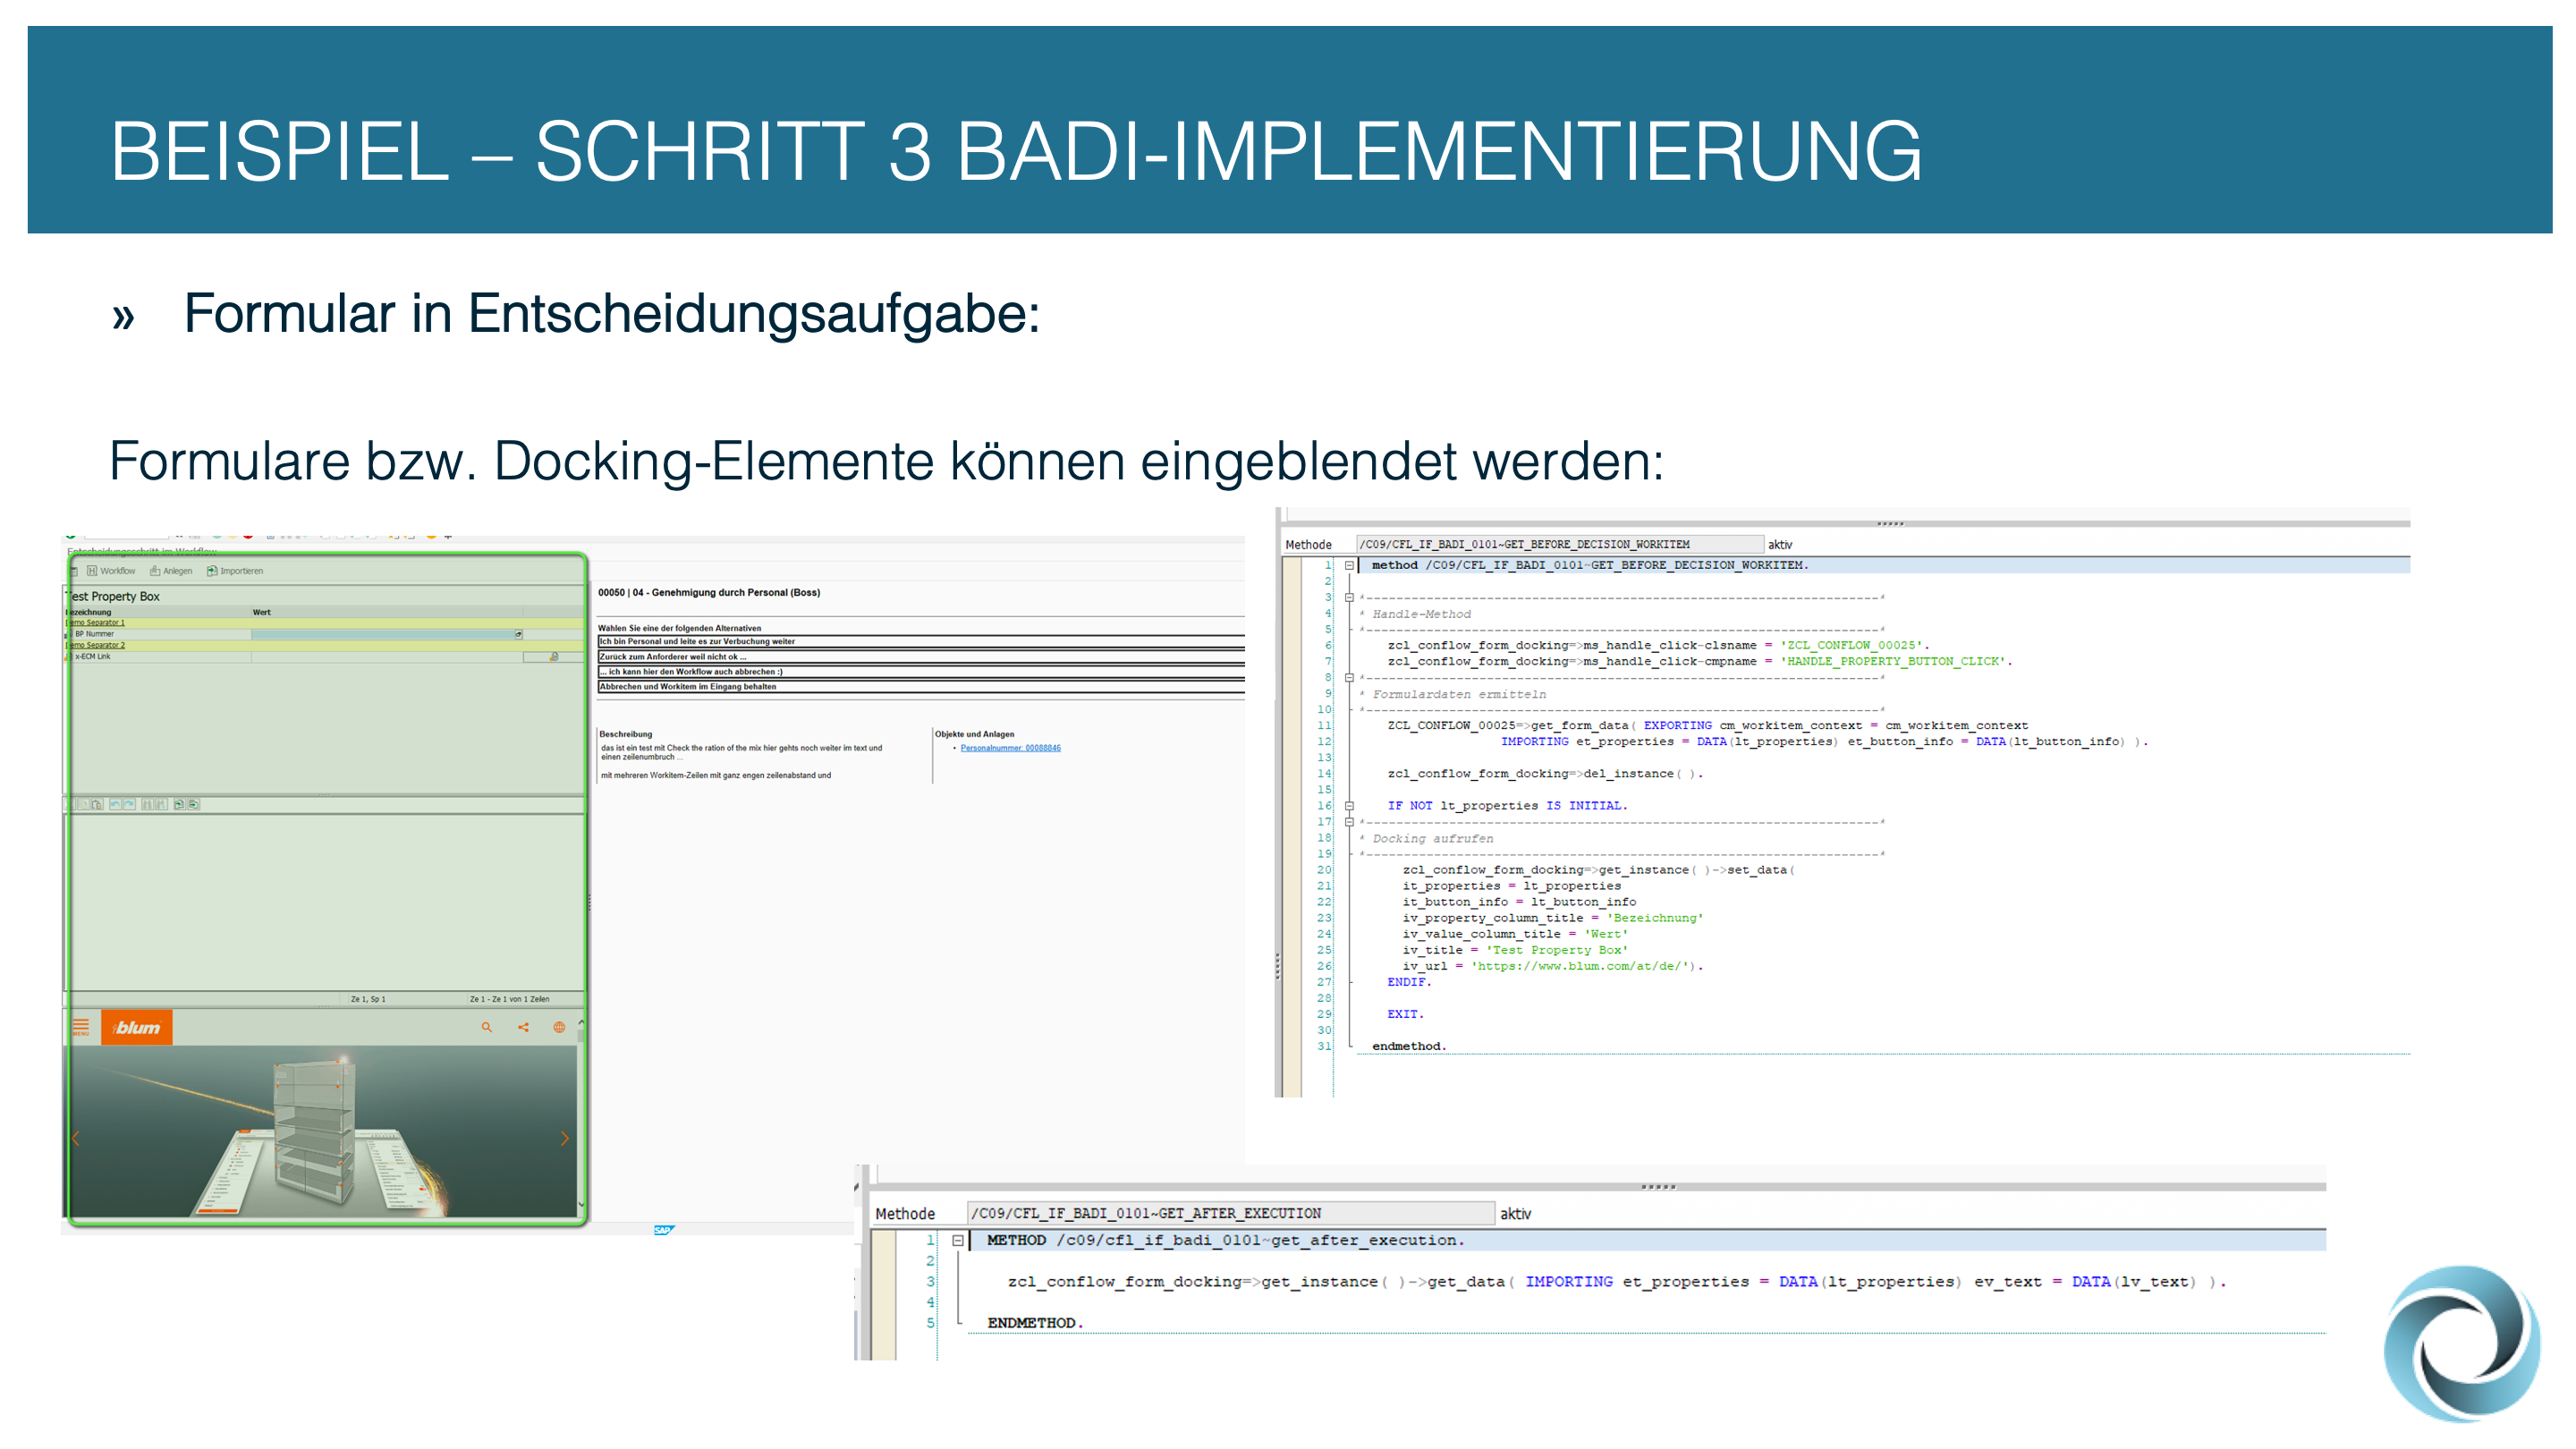 BEISPIEL – SCHRITT 3 BADI-IMPLEMENTIERUNG
» Formular in Entscheidungsaufgabe:
Formulare bzw. Docking-Elemente können eingeblendet werden:
Entscheidungsschritt im Workflow
Workflow Anlegen Importieren
Test Property Box
Bezeichnung Wert
Demo Separator 1
BP Nummer
Demo Separator 2
x-ECM Link
Ze 1, Sp 1 Ze 1 - Ze 1 von 1 Zeilen
MENU blum
00050 | 04 - Genehmigung durch Personal (Boss)
Wählen Sie eine der folgenden Alternativen
Ich bin Personal und leite es zur Verbuchung weiter
Zurück zum Anforderer weil nicht ok ...
... ich kann hier den Workflow auch abbrechen :)
Abbrechen und Workitem im Eingang behalten
Beschreibung
das ist ein test mit Check the ration of the mix hier gehts noch weiter im text und
einen zeilenumbruch ...
mit mehreren Workitem-Zeilen mit ganz engen zeilenabstand und
Objekte und Anlagen
• Personalnummer: 00088846
SAP
Methode /C09/CFL_IF_BADI_0101~GET_BEFORE_DECISION_WORKITEM aktiv
1 method /C09/CFL_IF_BADI_0101~GET_BEFORE_DECISION_WORKITEM.
2
3 *----------------------------------------------------------------------*
4 * Handle-Method
5 *----------------------------------------------------------------------*
6 zcl_conflow_form_docking=>ms_handle_click-clsname = 'ZCL_CONFLOW_00025'.
7 zcl_conflow_form_docking=>ms_handle_click-cmpname = 'HANDLE_PROPERTY_BUTTON_CLICK'.
8 *----------------------------------------------------------------------*
9 * Formulardaten ermitteln
10 *----------------------------------------------------------------------*
11 ZCL_CONFLOW_00025=>get_form_data( EXPORTING cm_workitem_context = cm_workitem_context
12 IMPORTING et_properties = DATA(lt_properties) et_button_info = DATA(lt_button_info) ).
13
14 zcl_conflow_form_docking=>del_instance( ).
15
16 IF NOT lt_properties IS INITIAL.
17 *----------------------------------------------------------------------*
18 * Docking aufrufen
19 *----------------------------------------------------------------------*
20 zcl_conflow_form_docking=>get_instance( )->set_data(
21 it_properties = lt_properties
22 it_button_info = lt_button_info
23 iv_property_column_title = 'Bezeichnung'
24 iv_value_column_title = 'Wert'
25 iv_title = 'Test Property Box'
26 iv_url = 'https://www.blum.com/at/de/').
27 ENDIF.
28
29 EXIT.
30
31 endmethod.
Methode /C09/CFL_IF_BADI_0101~GET_AFTER_EXECUTION aktiv
1 METHOD /c09/cfl_if_badi_0101~get_after_execution.
2
3 zcl_conflow_form_docking=>get_instance( )->get_data( IMPORTING et_properties = DATA(lt_properties) ev_text = DATA(lv_text) ).
4
5 ENDMETHOD.